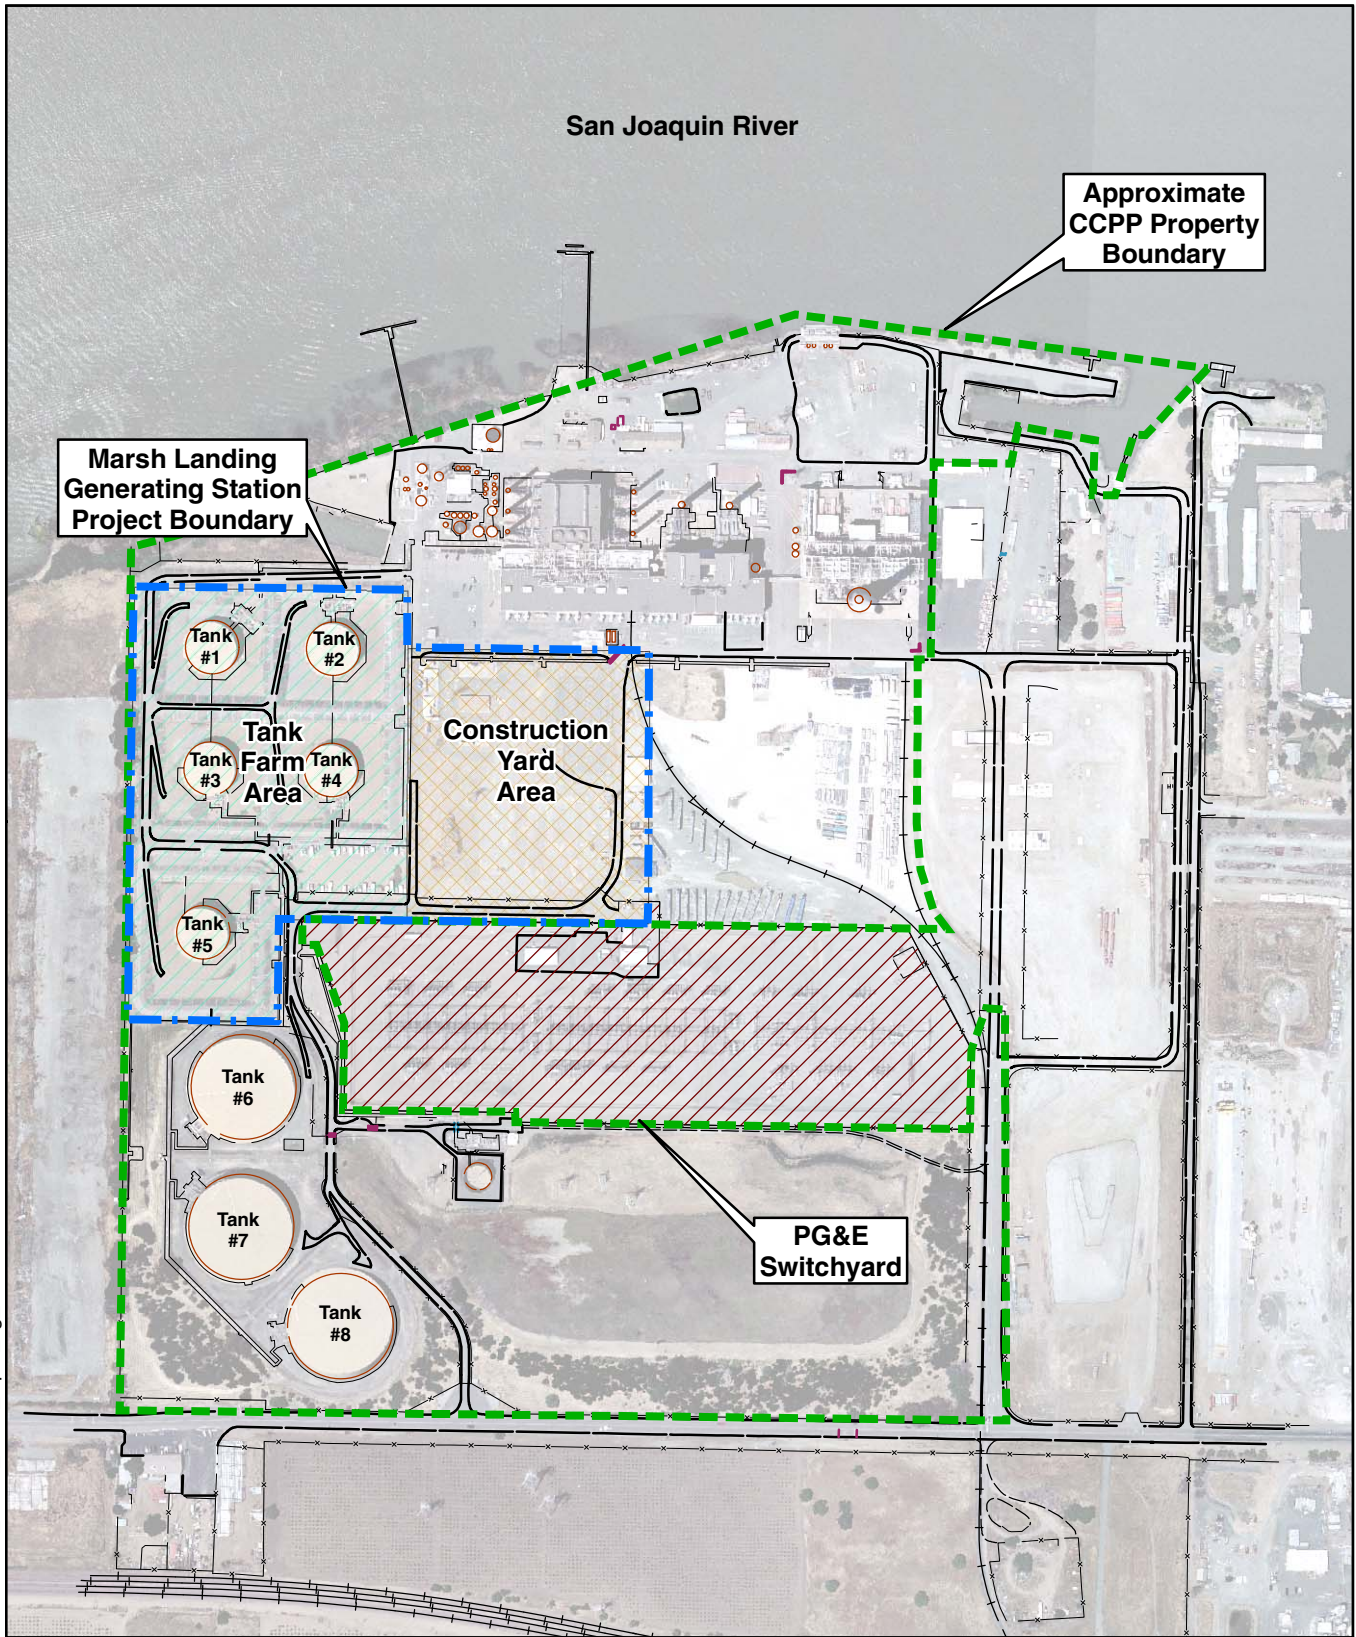 San Joaquin River
Approximate
CCPP Property
Boundary
Marsh Landing
Generating Station
Project Boundary
Tank
#1
Tank
#2
Tank
Farm
Area
Tank
#3
Tank
#4
Construction
Yard
Area
Tank
#5
Tank
#6
Tank
#7
Tank
#8
PG&E
Switchyard